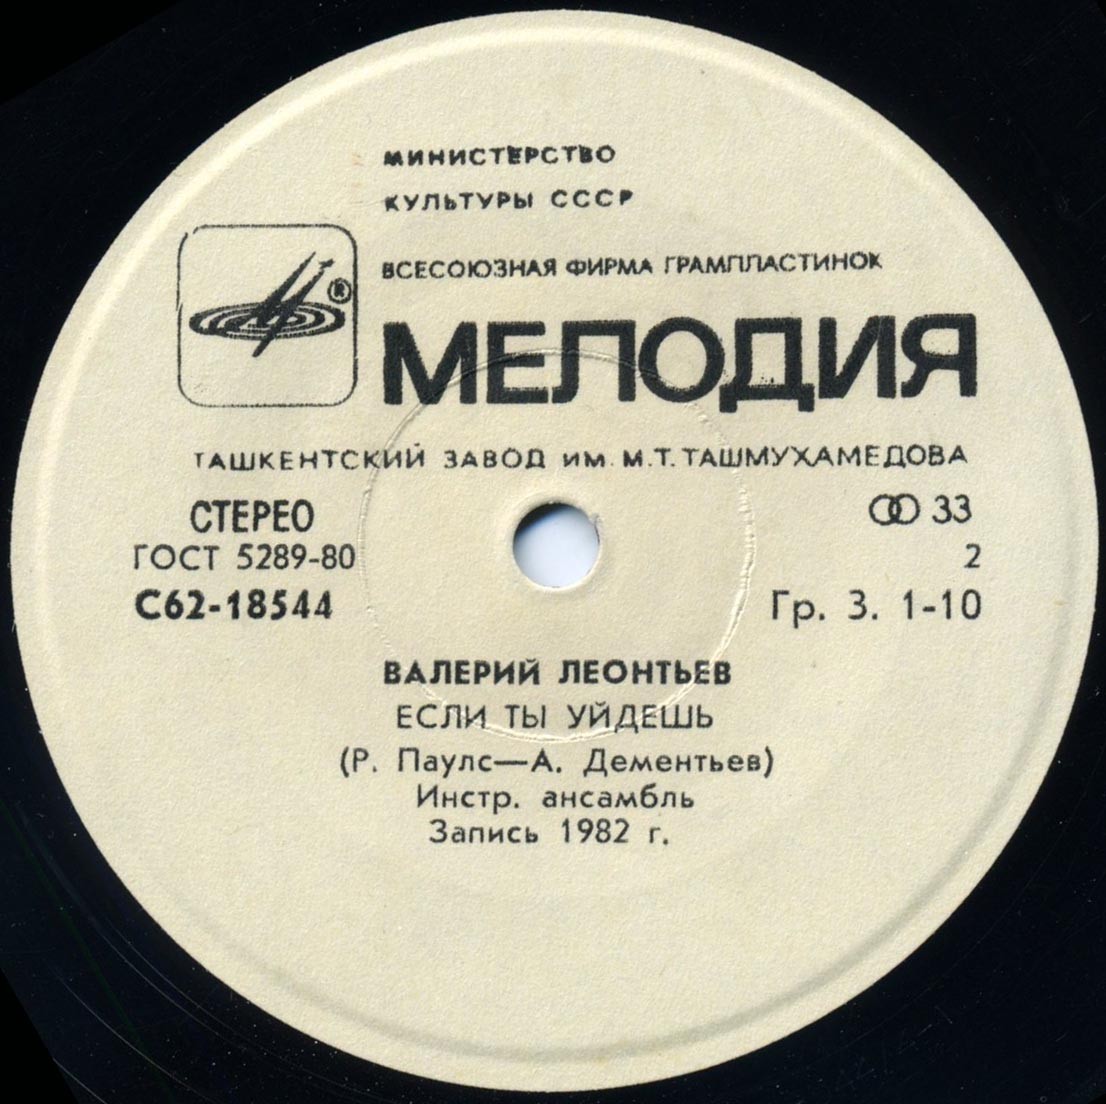 МИНИСТЕРСТВО
КУЛЬТУРЫ СССР
ВСЕСОЮЗНАЯ ФИРМА ГРАМПЛАСТИНОК
®
МЕЛОДИЯ
ТАШКЕНТСКИЙ ЗАВОД ИМ. М.Т. ТАШМУХАМЕДОВА
СТЕРЕО 33
ГОСТ 5289-80 2
С62-18544 Гр. 3. 1-10
ВАЛЕРИЙ ЛЕОНТЬЕВ
ЕСЛИ ТЫ УЙДЕШЬ
(Р. Паулс—А. Дементьев)
Инстр. ансамбль
Запись 1982 г.